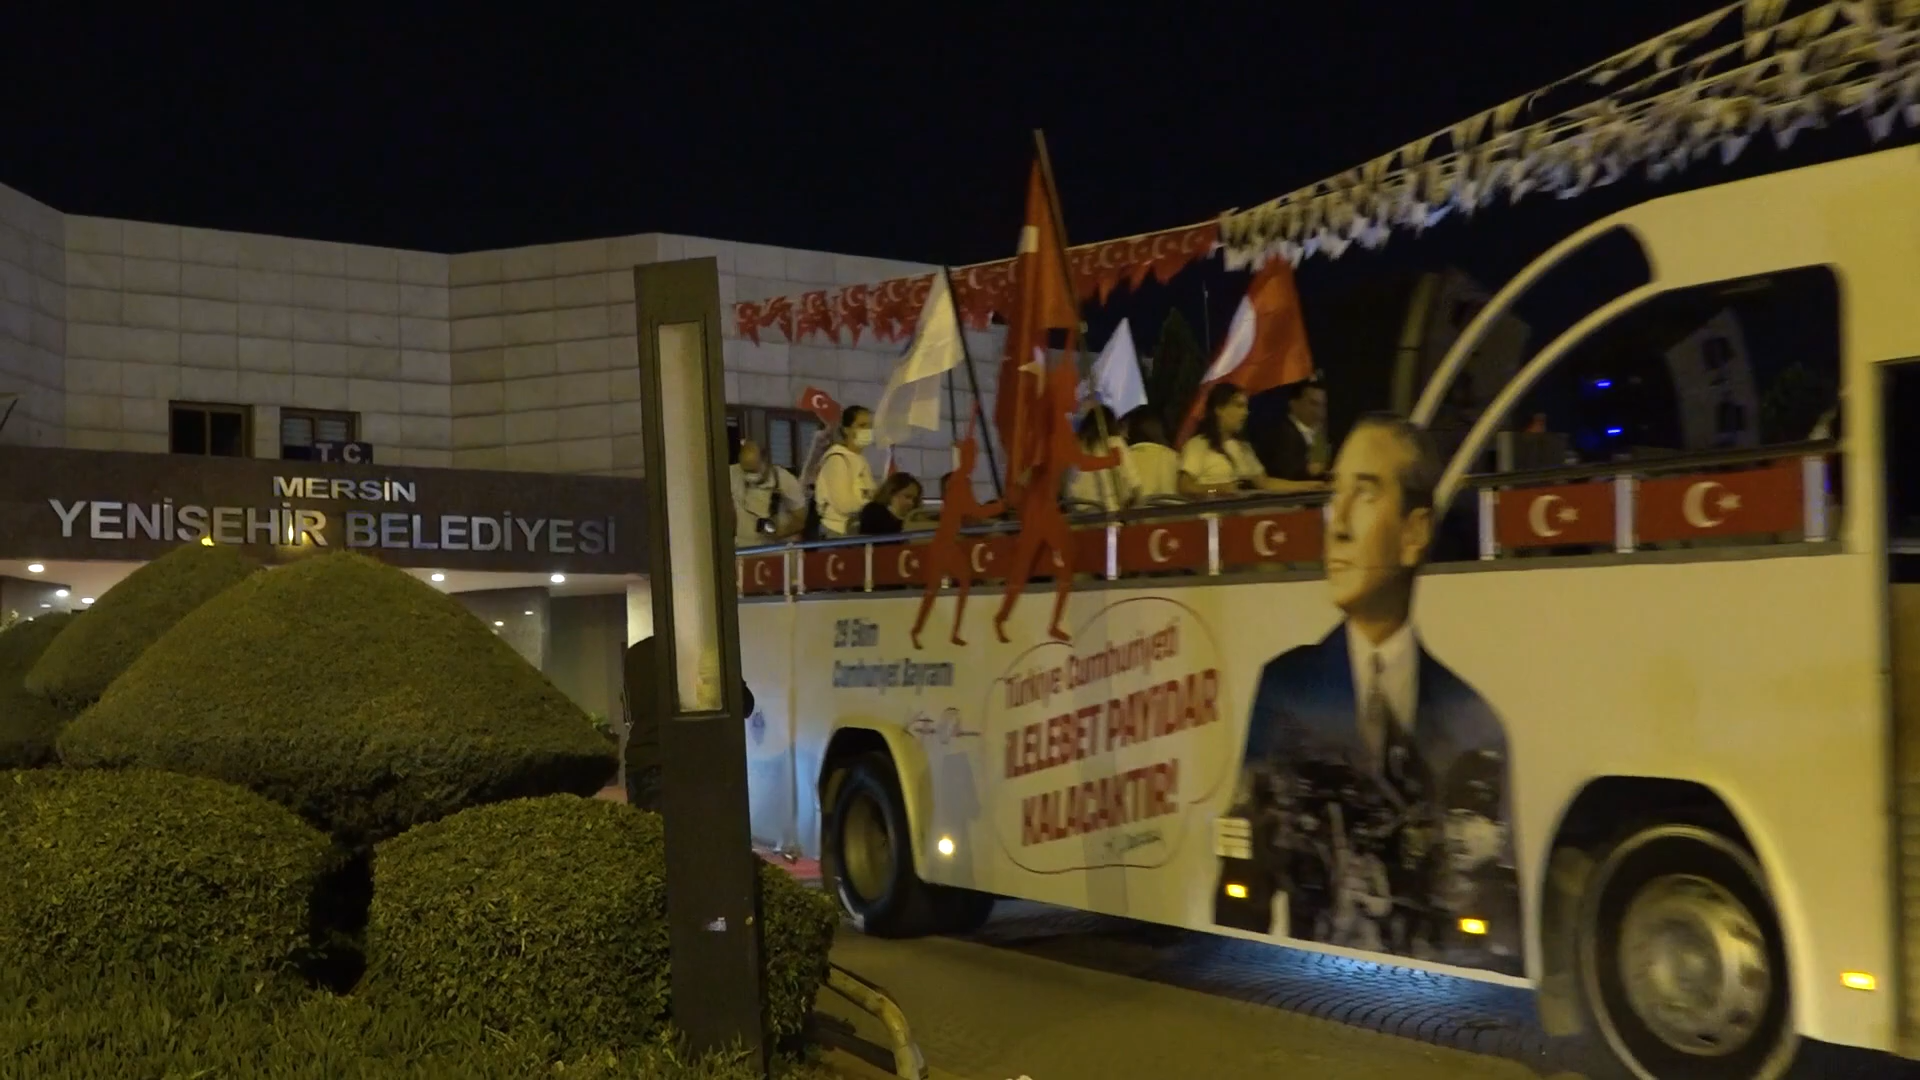 T.C.
MERSİN
YENİŞEHİR BELEDİYESİ
29 Ekim
Cumhuriyet Bayramı
Türkiye Cumhuriyeti
İLELEBET PAYİDAR
KALACAKTIR!